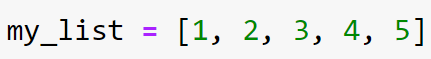 my_list = [1, 2, 3, 4, 5]